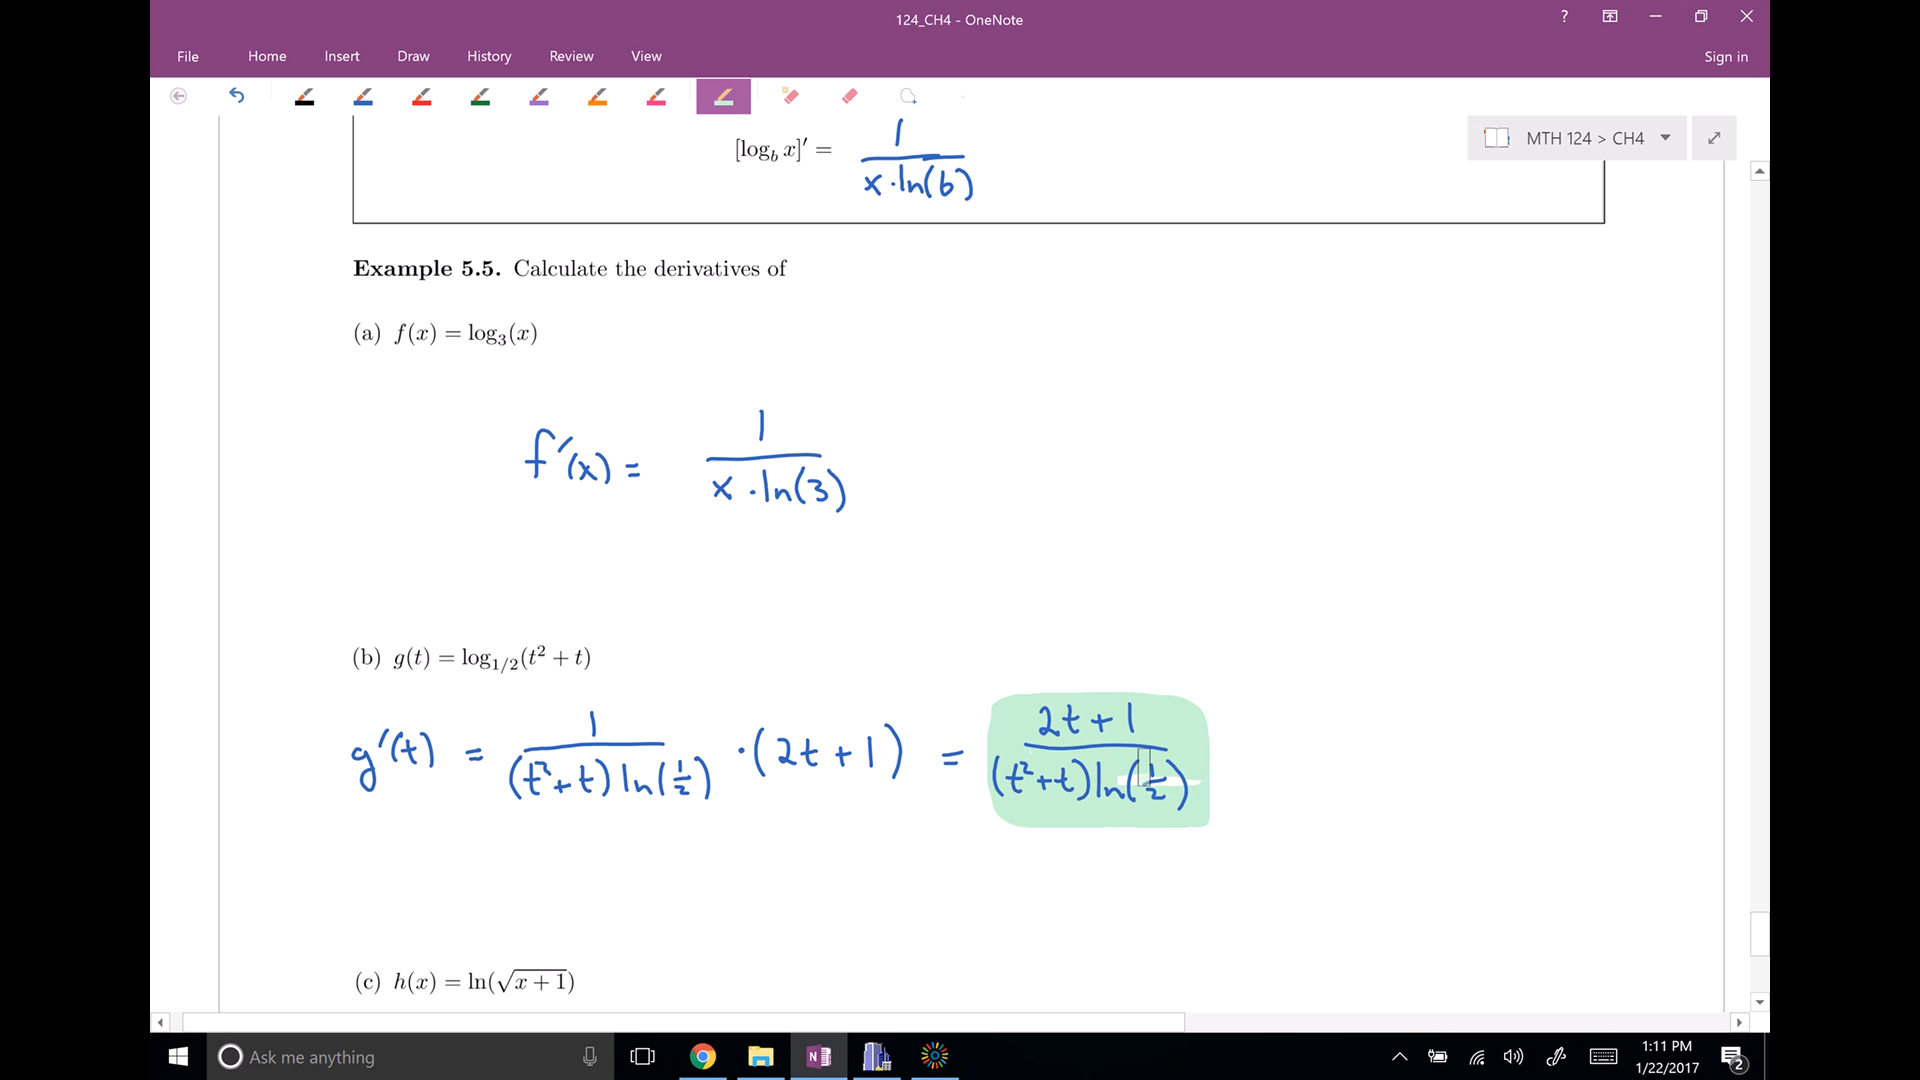 124_CH4 - OneNote
File Home Insert Draw History Review View Sign in
MTH 124 > CH4
[log_b x]′ = 1/(x·ln(b))
Example 5.5. Calculate the derivatives of
(a) f(x) = log₃(x)
f′(x) = 1/(x·ln(3))
(b) g(t) = log_{1/2}(t² + t)
g′(t) = 1/((t²+t) ln(1/2)) · (2t+1) = (2t+1)/((t²+t) ln(1/2))
(c) h(x) = ln(√(x+1))
Ask me anything
1:11 PM
1/22/2017
2